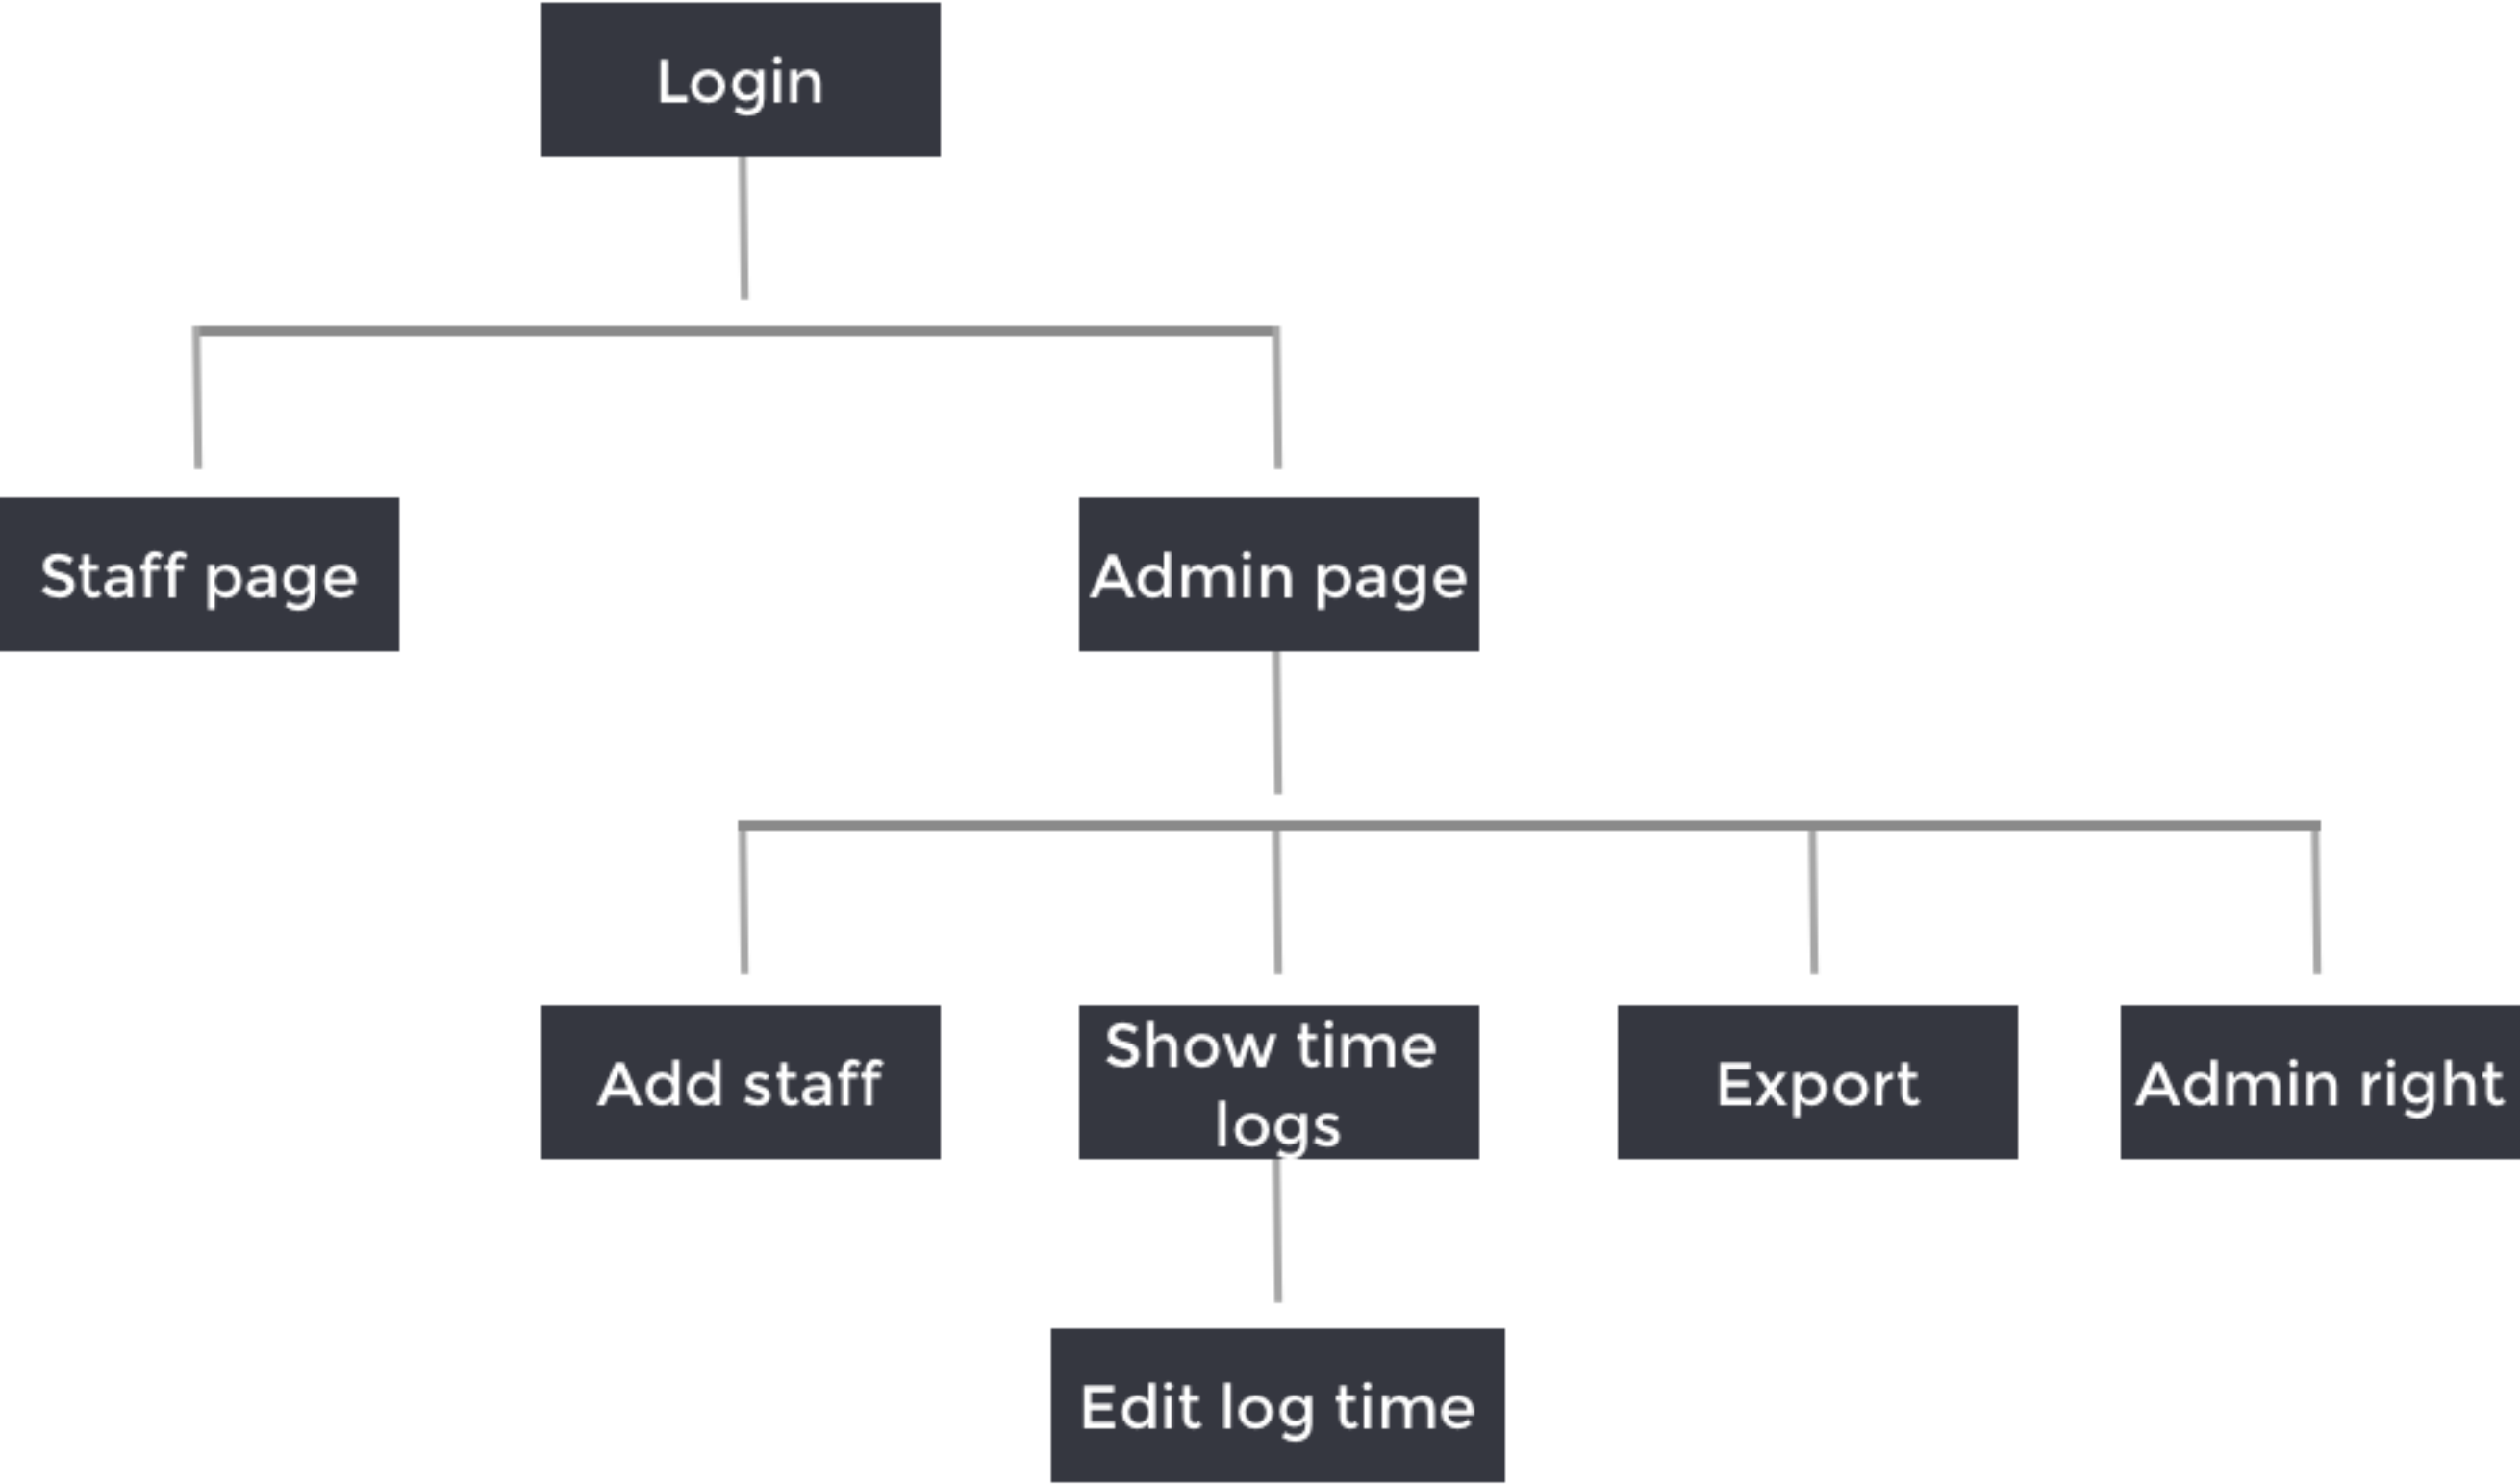 Login
Staff page
Admin page
Add staff
Show time
logs
Export
Admin right
Edit log time